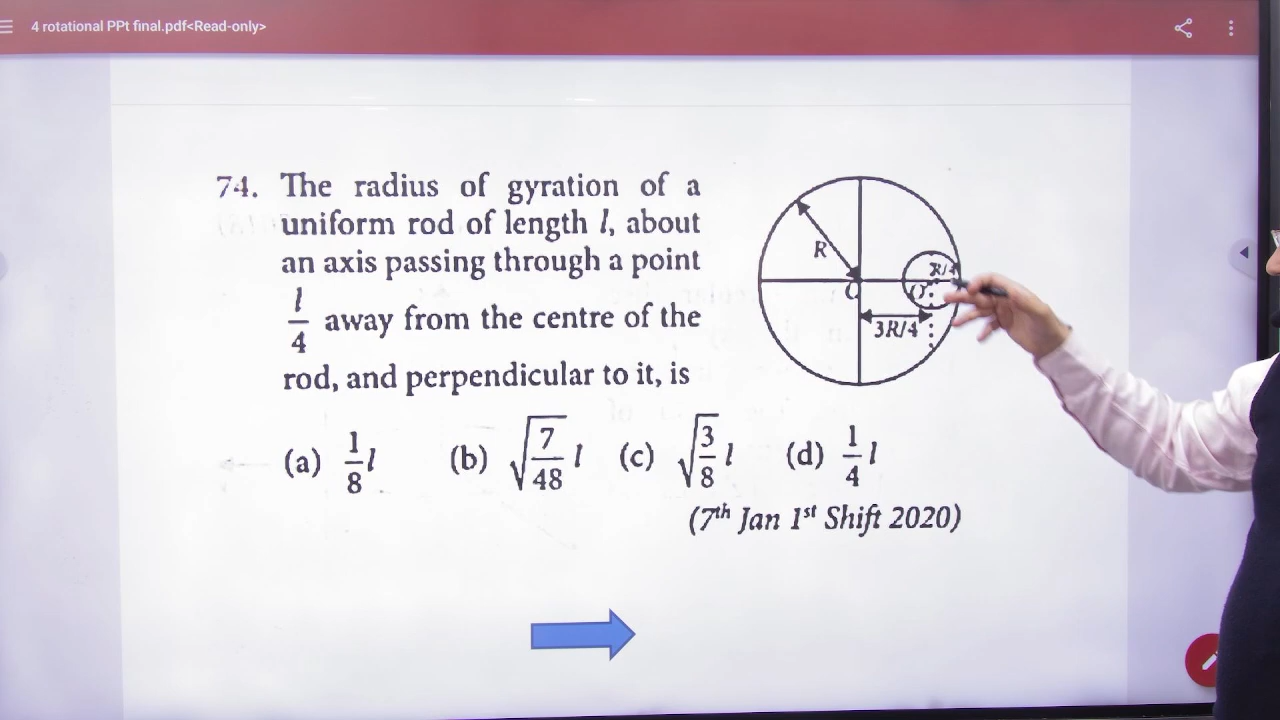 4 rotational PPt final.pdf<Read-only>
74. The radius of gyration of a
uniform rod of length l, about
an axis passing through a point
l/4 away from the centre of the
rod, and perpendicular to it, is
(a) 1/8 l (b) √(7/48) l (c) √(3/8) l (d) 1/4 l
(7th Jan 1st Shift 2020)
R
R/4
O
O'
3R/4